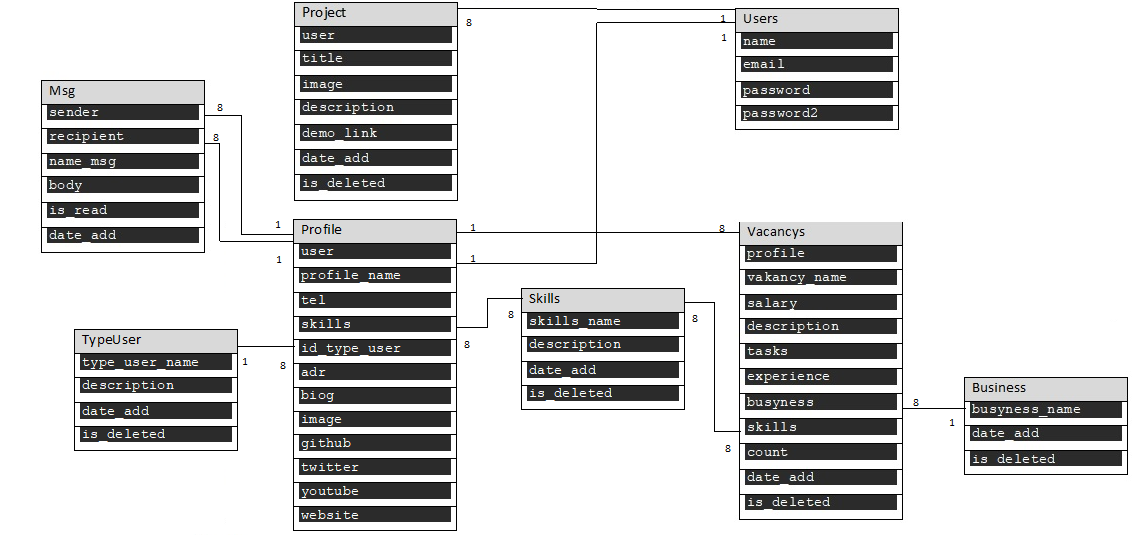 Project
user
title
image
description
demo_link
date_add
is_deleted
8
1
1
Users
name
email
password
password2
Msg
sender
recipient
name_msg
body
is_read
date_add
8
8
1
1
Profile
user
profile_name
tel
skills
id_type_user
adr
biog
image
github
twitter
youtube
website
1
1
8
8
TypeUser
type_user_name
description
date_add
is_deleted
1
8
Skills
skills_name
description
date_add
is_deleted
8
8
8
Vacancys
profile
vakancy_name
salary
description
tasks
experience
busyness
skills
count
date_add
is_deleted
8
1
Business
busyness_name
date_add
is_deleted